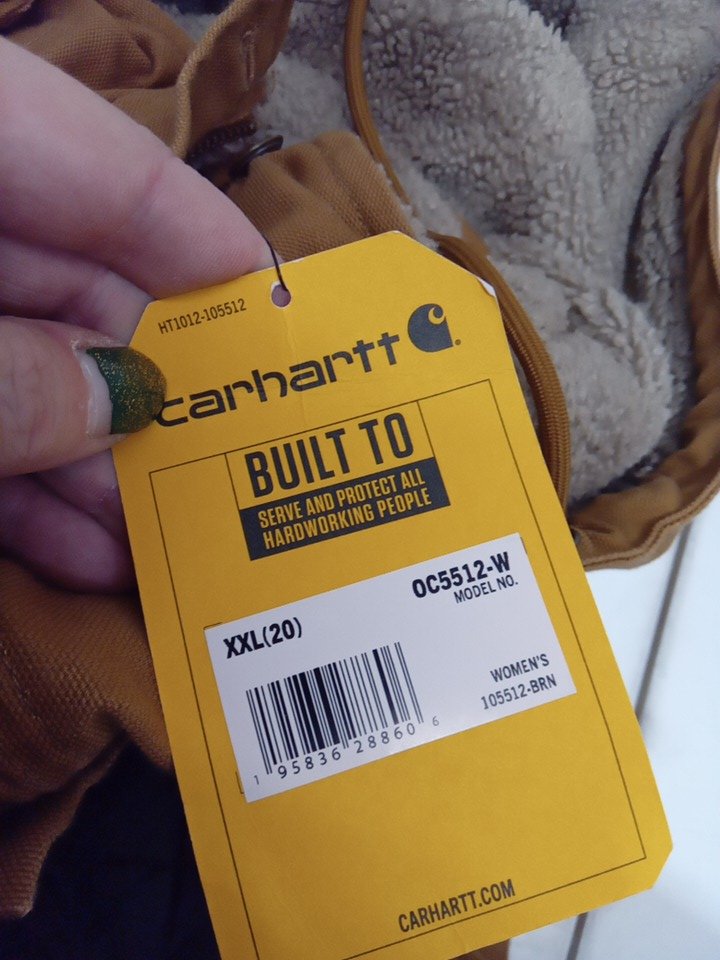 HT1012-105512
carhartt
BUILT TO
SERVE AND PROTECT ALL
HARDWORKING PEOPLE
OC5512-W
MODEL NO.
XXL(20)
WOMEN'S
105512-BRN
1 95836 28860 6
CARHARTT.COM